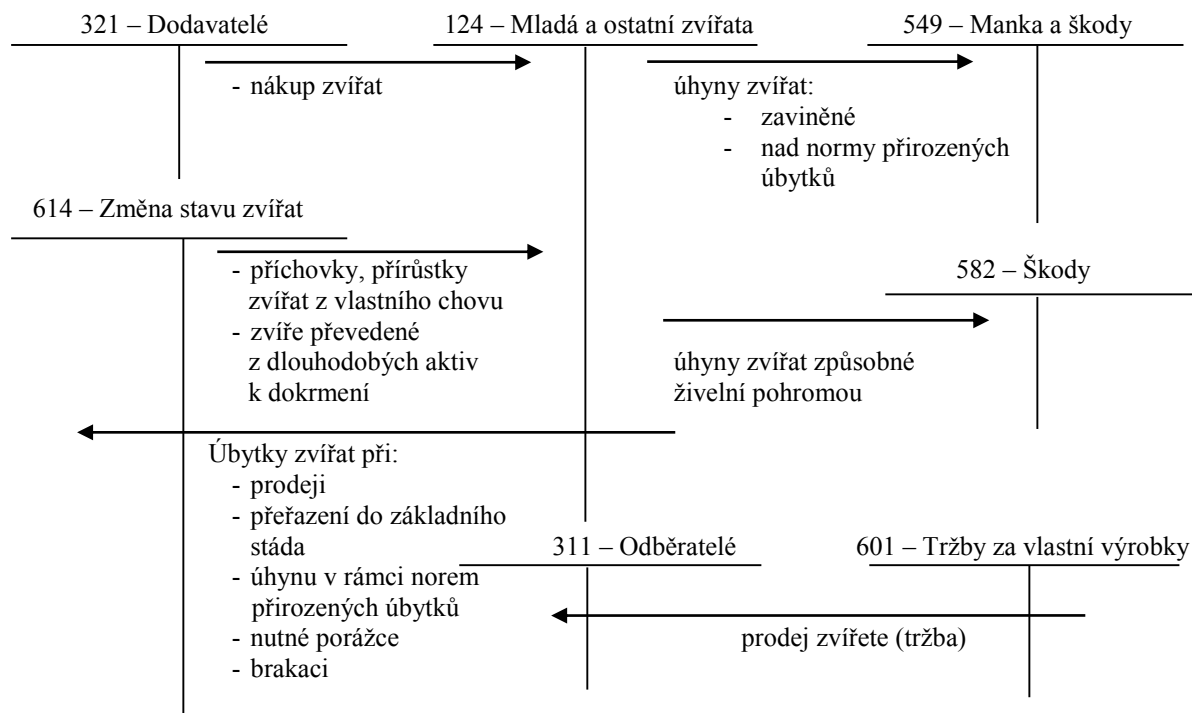 321 – Dodavatelé
124 – Mladá a ostatní zvířata
549 – Manka a škody
- nákup zvířat
úhyny zvířat:
- zaviněné
- nad normy přirozených
úbytků
614 – Změna stavu zvířat
- příchovky, přírůstky
zvířat z vlastního chovu
- zvíře převedené
z dlouhodobých aktiv
k dokrmení
582 – Škody
úhyny zvířat způsobné
živelní pohromou
Úbytky zvířat při:
- prodeji
- přeřazení do základního
stáda
- úhynu v rámci norem
přirozených úbytků
- nutné porážce
- brakaci
311 – Odběratelé
601 – Tržby za vlastní výrobky
prodej zvířete (tržba)